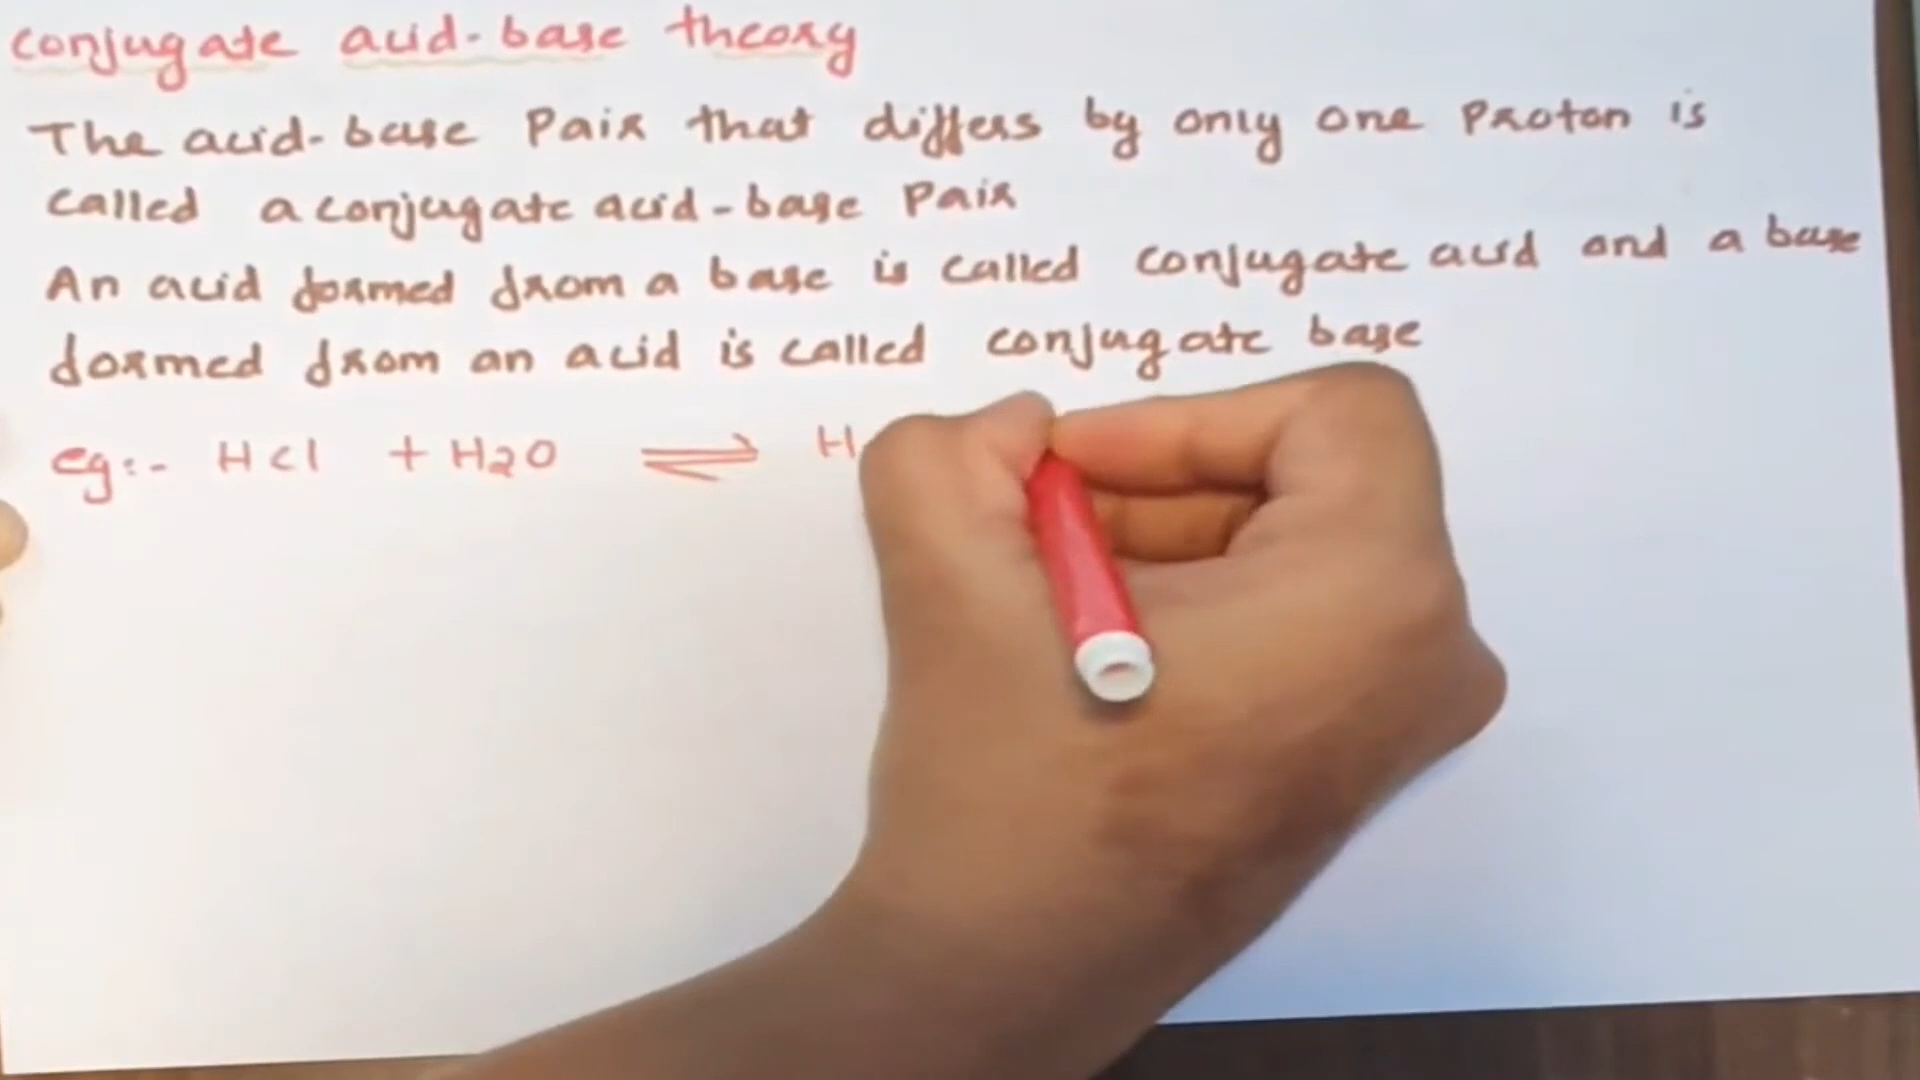 conjugate acid-base theory
The acid-base Pair that differs by only one Proton is
called a conjugate acid-base Pair
An acid formed from a base is called conjugate acid and a base
formed from an acid is called conjugate base
eg:- HCl + H2O ⇌ H